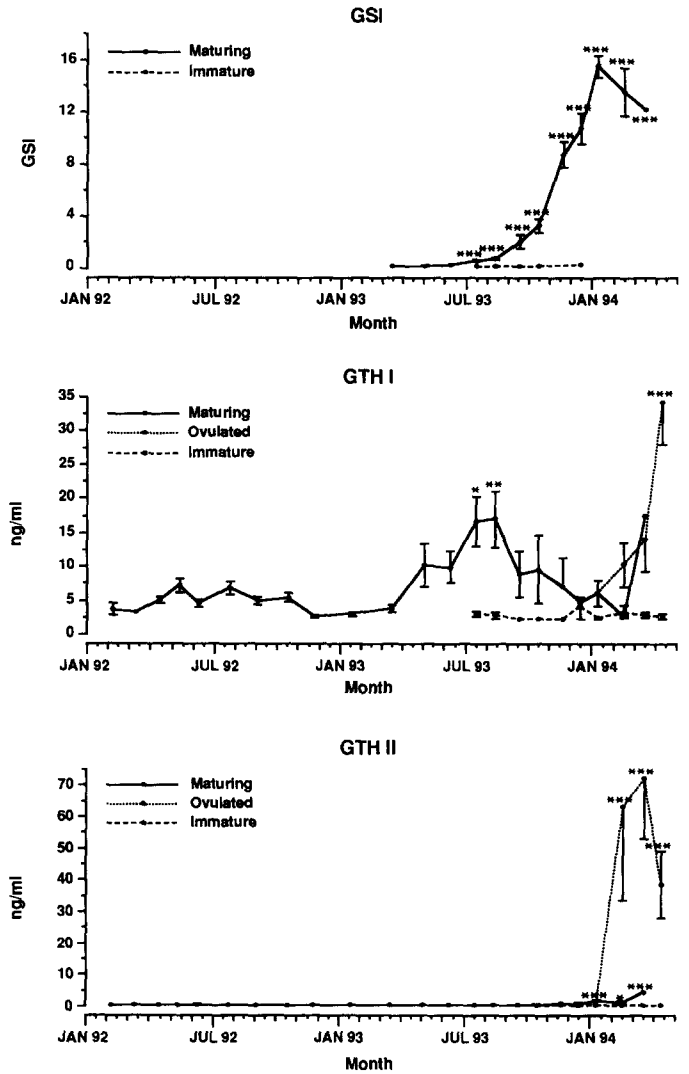 GSI
Maturing
Immature
16
12
8
4
0
GSI
***
***
***
***
***
***
***
***
***
***
JAN 92
JUL 92
JAN 93
JUL 93
JAN 94
Month
GTH I
Maturing
Ovulated
Immature
35
30
25
20
15
10
5
0
ng/ml
*
**
***
JAN 92
JUL 92
JAN 93
JUL 93
JAN 94
Month
GTH II
Maturing
Ovulated
Immature
70
60
50
40
30
20
10
0
ng/ml
***
***
***
***
*
***
JAN 92
JUL 92
JAN 93
JUL 93
JAN 94
Month